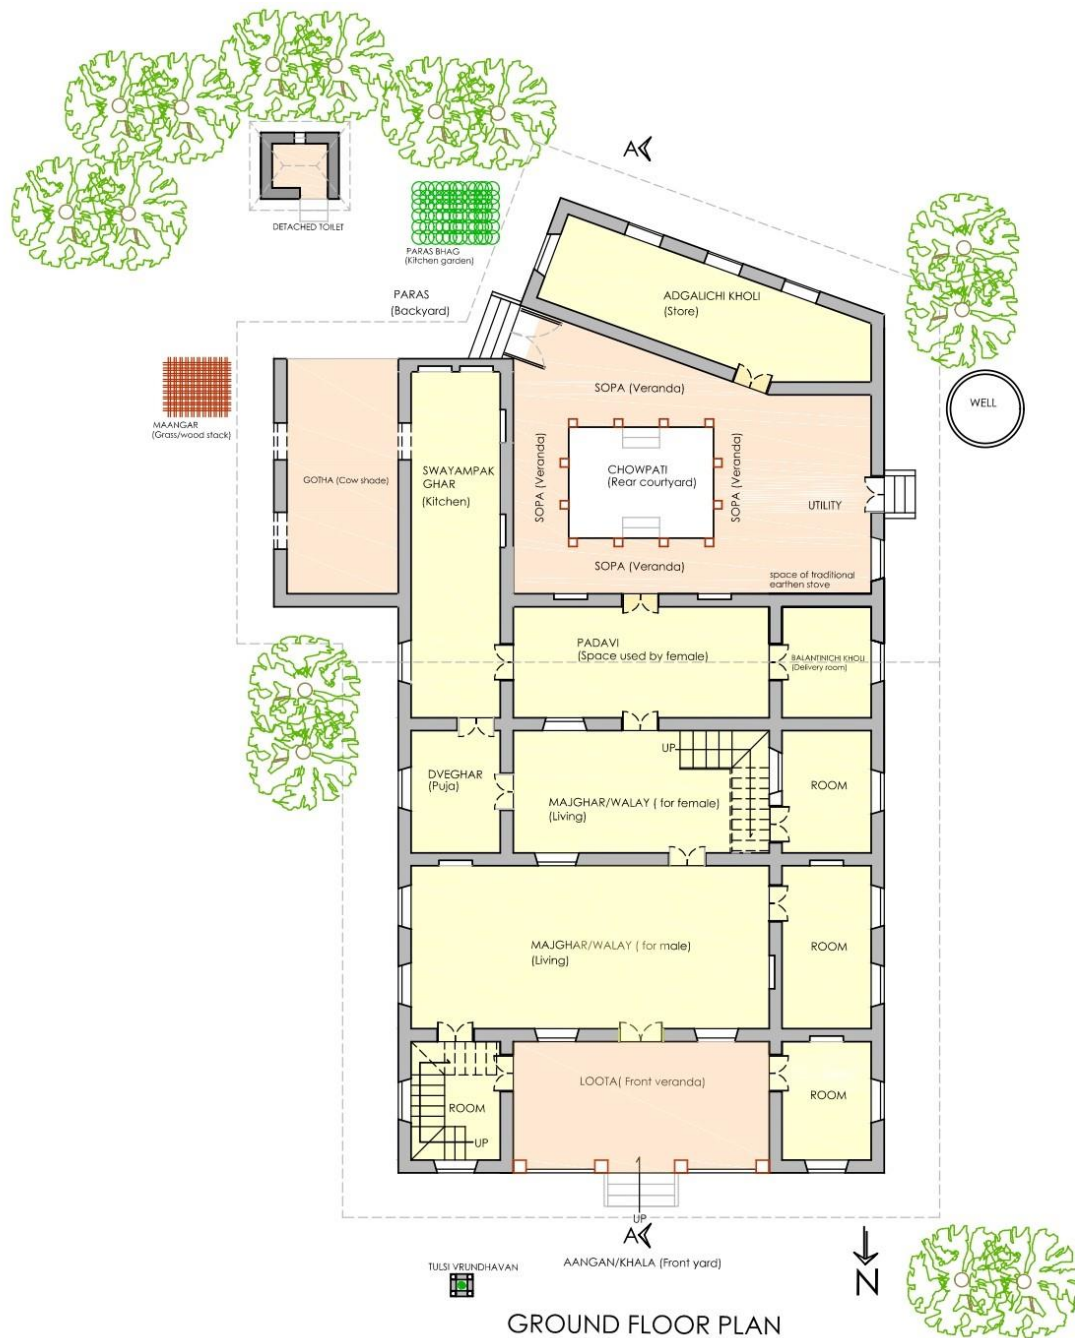 A
DETACHED TOILET
PARAS BHAG
(Kitchen garden)
PARAS
(Backyard)
ADGALICHI KHOLI
(Store)
WELL
MAANGAR
(Grass/wood stack)
GOTHA (Cow shade)
SWAYAMPAK
GHAR
(Kitchen)
SOPA (Veranda)
SOPA (Veranda)
CHOWPATI
(Rear courtyard)
SOPA (Veranda)
UTILITY
SOPA (Veranda)
space of traditional
earthen stove
PADAVI
(Space used by female)
BALANTINICHI KHOLI
(Delivery room)
UP
DVEGHAR
(Puja)
MAJGHAR/WALAY ( for female)
(Living)
ROOM
MAJGHAR/WALAY ( for male)
(Living)
ROOM
LOOTA( Front veranda)
ROOM
ROOM
UP
UP
A
AANGAN/KHALA (Front yard)
TULSI VRUNDHAVAN
N
GROUND FLOOR PLAN